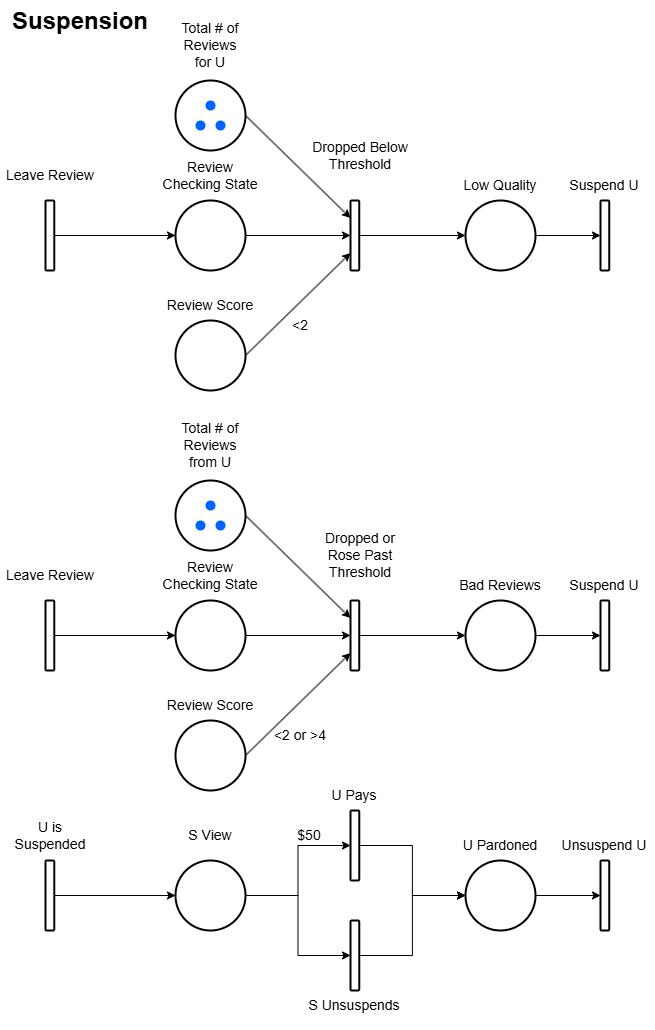 Suspension
Total # of
Reviews
for U
Leave Review
Review
Checking State
Dropped Below
Threshold
Low Quality
Suspend U
Review Score
<2
Total # of
Reviews
from U
Leave Review
Review
Checking State
Dropped or
Rose Past
Threshold
Bad Reviews
Suspend U
Review Score
<2 or >4
U is
Suspended
S View
$50
U Pays
U Pardoned
Unsuspend U
S Unsuspends